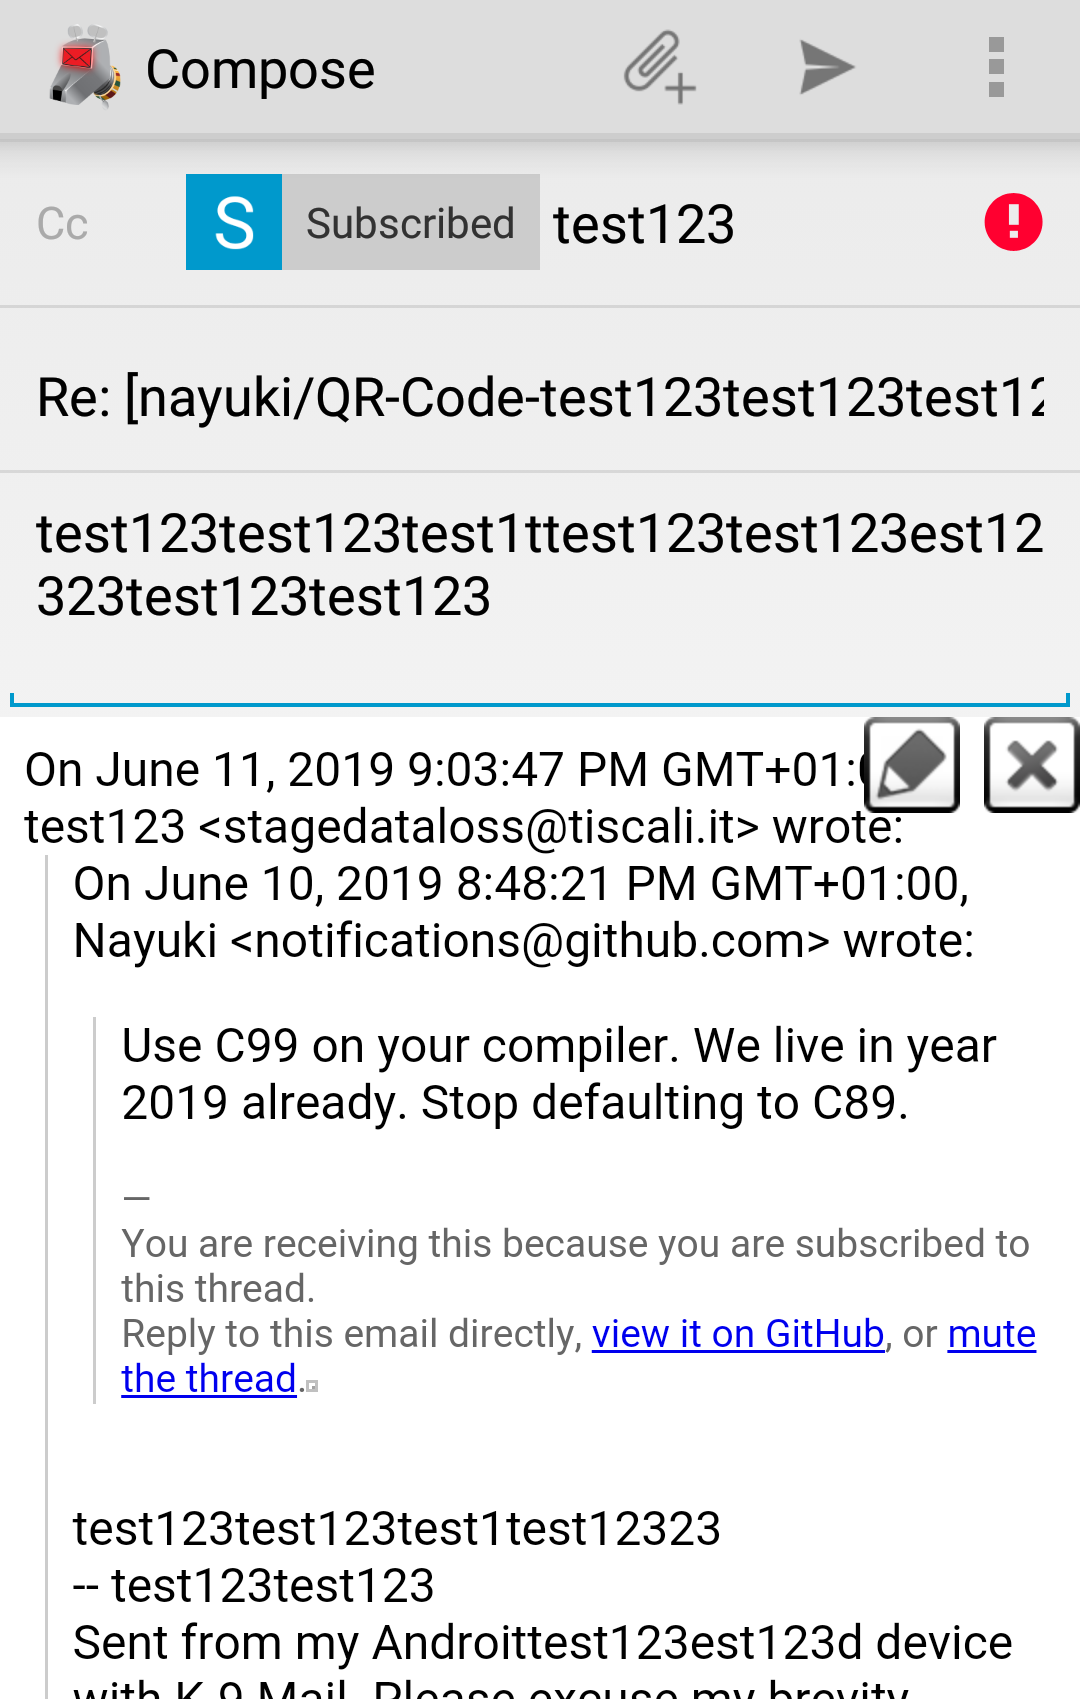 Compose
Cc S Subscribed test123
Re: [nayuki/QR-Code-test123test123test12
test123test123test1ttest123test123est12
323test123test123
On June 11, 2019 9:03:47 PM GMT+01:
test123 <stagedataloss@tiscali.it> wrote:
On June 10, 2019 8:48:21 PM GMT+01:00,
Nayuki <notifications@github.com> wrote:
Use C99 on your compiler. We live in year
2019 already. Stop defaulting to C89.
—
You are receiving this because you are subscribed to
this thread.
Reply to this email directly, view it on GitHub, or mute
the thread.
test123test123test1test12323
-- test123test123
Sent from my Androittest123est123d device
with K-9 Mail. Please excuse my brevity.